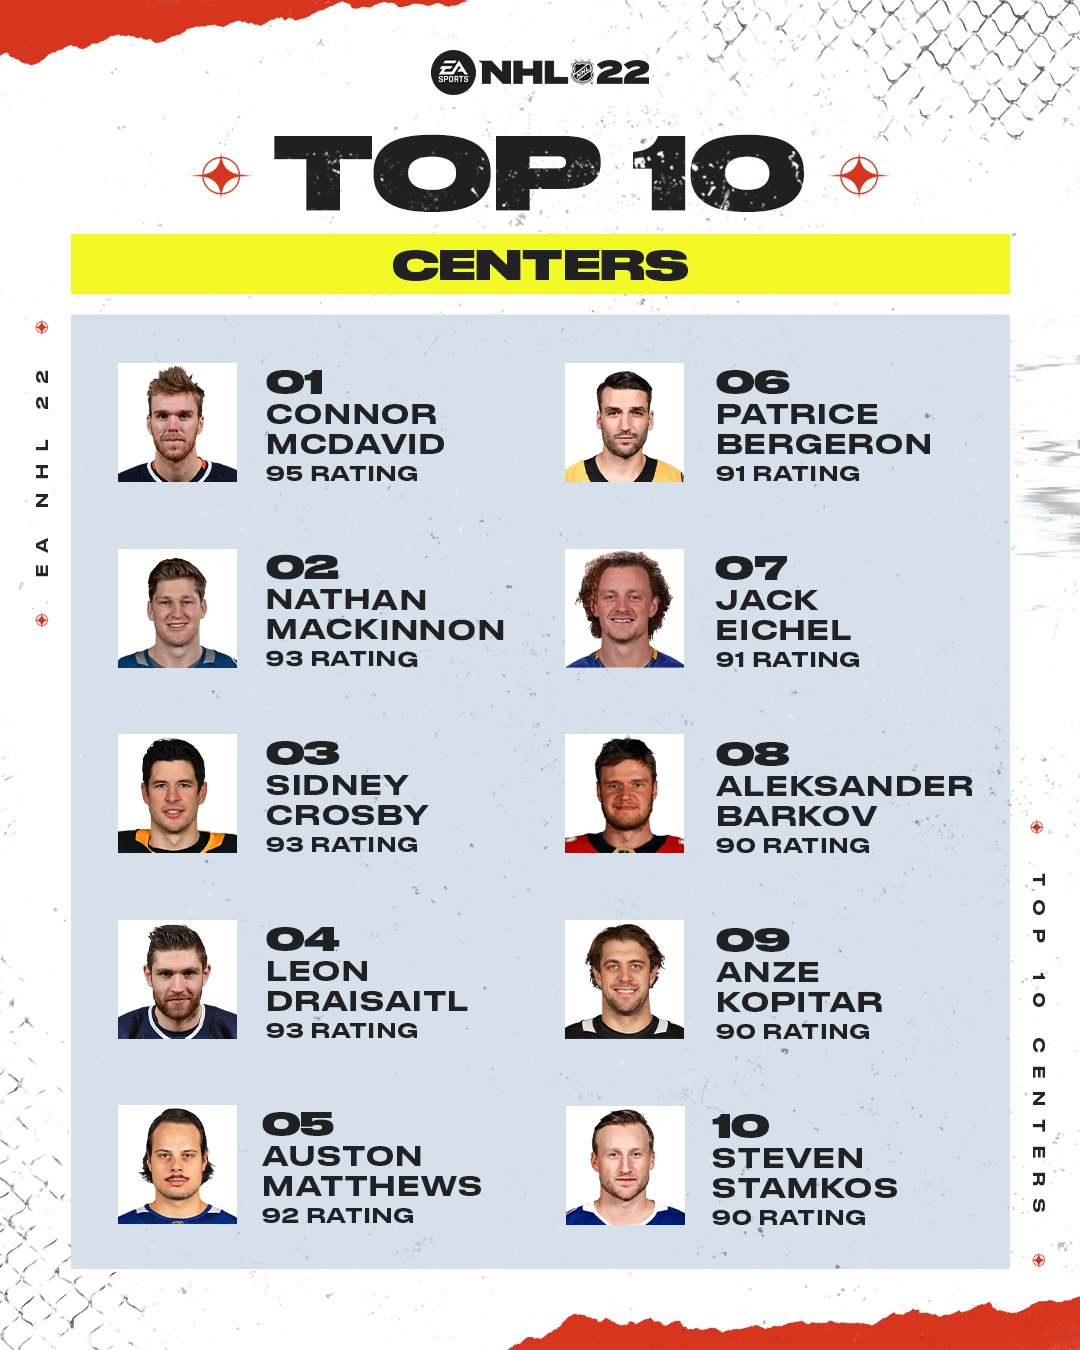 EA SPORTS NHL NHL 22
TOP 10
CENTERS
01
CONNOR
MCDAVID
95 RATING
02
NATHAN
MACKINNON
93 RATING
03
SIDNEY
CROSBY
93 RATING
04
LEON
DRAISAITL
93 RATING
05
AUSTON
MATTHEWS
92 RATING
06
PATRICE
BERGERON
91 RATING
07
JACK
EICHEL
91 RATING
08
ALEKSANDER
BARKOV
90 RATING
09
ANZE
KOPITAR
90 RATING
10
STEVEN
STAMKOS
90 RATING
EA NHL 22
TOP 10 CENTERS